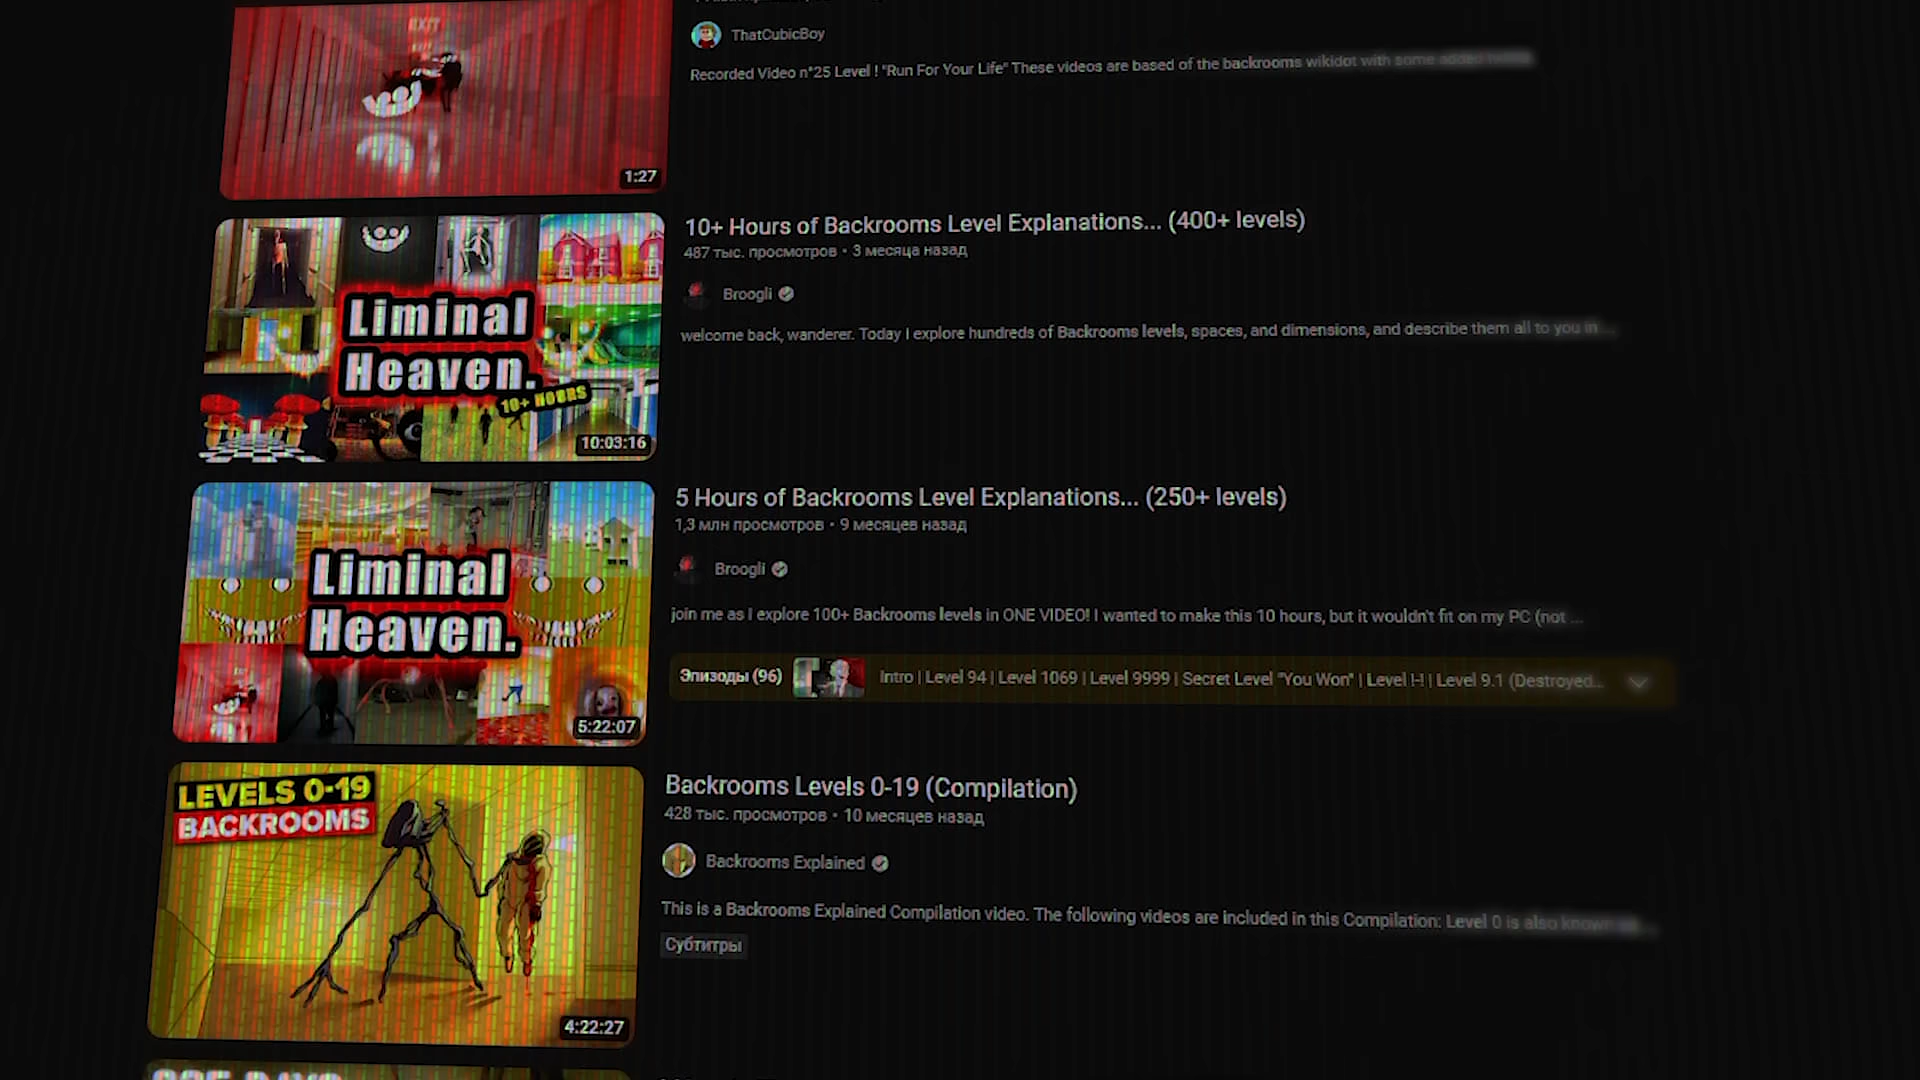 EXIT
1:27
ThatCubicBoy
Recorded Video n°25 Level ! "Run For Your Life" These videos are based of the backrooms wikidot with some added
Liminal
Heaven.
10+ HOURS
10:03:16
10+ Hours of Backrooms Level Explanations... (400+ levels)
487 тыс. просмотров • 3 месяца назад
Broogli
welcome back, wanderer. Today I explore hundreds of Backrooms levels, spaces, and dimensions, and describe them all to you in ...
Liminal
Heaven.
5:22:07
5 Hours of Backrooms Level Explanations... (250+ levels)
1,3 млн просмотров • 9 месяцев назад
Broogli
join me as I explore 100+ Backrooms levels in ONE VIDEO! I wanted to make this 10 hours, but it wouldn't fit on my PC (not ...
Эпизоды (96)
Intro | Level 94 | Level 1069 | Level 9999 | Secret Level "You Won" | Level !-! | Level 9.1 (Destroyed...
LEVELS 0-19
BACKROOMS
4:22:27
Backrooms Levels 0-19 (Compilation)
428 тыс. просмотров • 10 месяцев назад
Backrooms Explained
This is a Backrooms Explained Compilation video. The following videos are included in this Compilation: Level 0 is also known
Субтитры